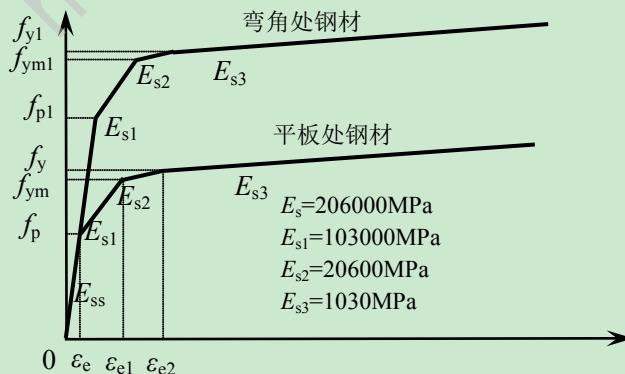 弯角处钢材
f_y1
f_ym1
E_s2
E_s3
f_p1
E_s1
平板处钢材
f_y
f_ym
E_s2
E_s3
E_s=206000MPa
f_p
E_s1
E_s1=103000MPa
E_s2=20600MPa
E_ss
E_s3=1030MPa
0 ε_e ε_e1 ε_e2